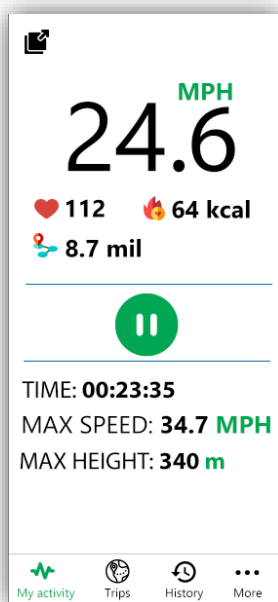 MPH
24.6
112 64 kcal
8.7 mil
TIME: 00:23:35
MAX SPEED: 34.7 MPH
MAX HEIGHT: 340 m
My activity Trips History More